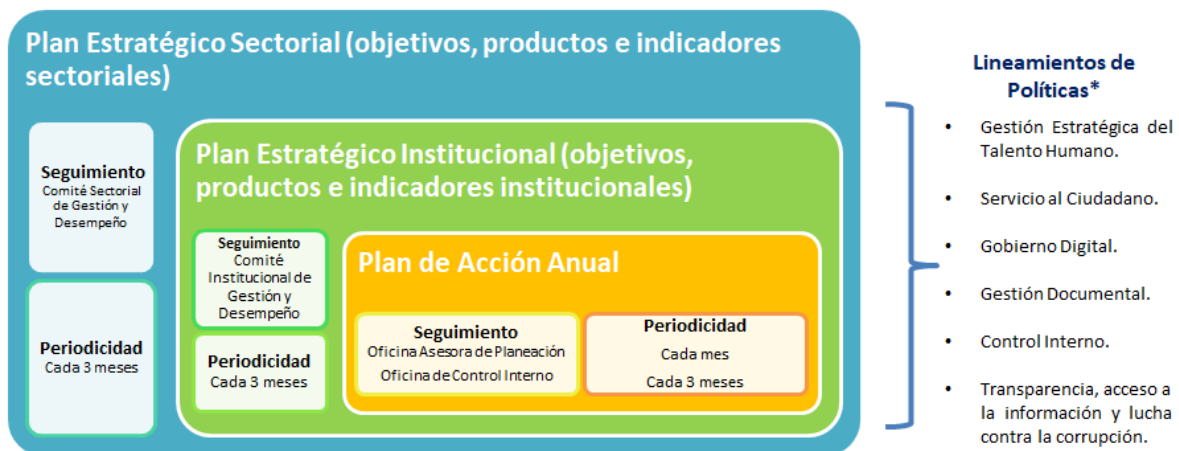 Plan Estratégico Sectorial (objetivos, productos e indicadores
sectoriales)
Seguimiento
Comité Sectorial
de Gestión y
Desempeño
Periodicidad
Cada 3 meses
Plan Estratégico Institucional (objetivos,
productos e indicadores institucionales)
Seguimiento
Comité
Institucional de
Gestión y
Desempeño
Periodicidad
Cada 3 meses
Plan de Acción Anual
Seguimiento
Oficina Asesora de Planeación
Oficina de Control Interno
Periodicidad
Cada mes
Cada 3 meses
Lineamientos de
Políticas*
• Gestión Estratégica del
Talento Humano.
• Servicio al Ciudadano.
• Gobierno Digital.
• Gestión Documental.
• Control Interno.
• Transparencia, acceso a
la información y lucha
contra la corrupción.